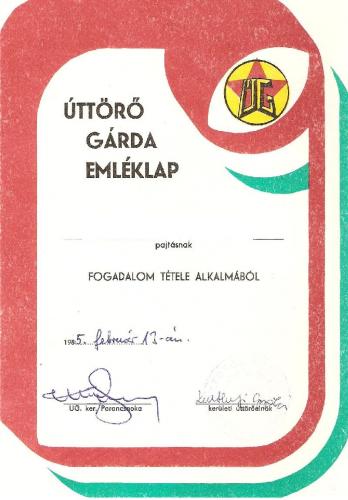 ÚG
ÚTTÖRŐ
GÁRDA
EMLÉKLAP
pajtásnak
FOGADALOM TÉTELE ALKALMÁBÓL
1985. február 13-án.
ÚG. ker. Parancsnoka
kerületi úttörőelnök